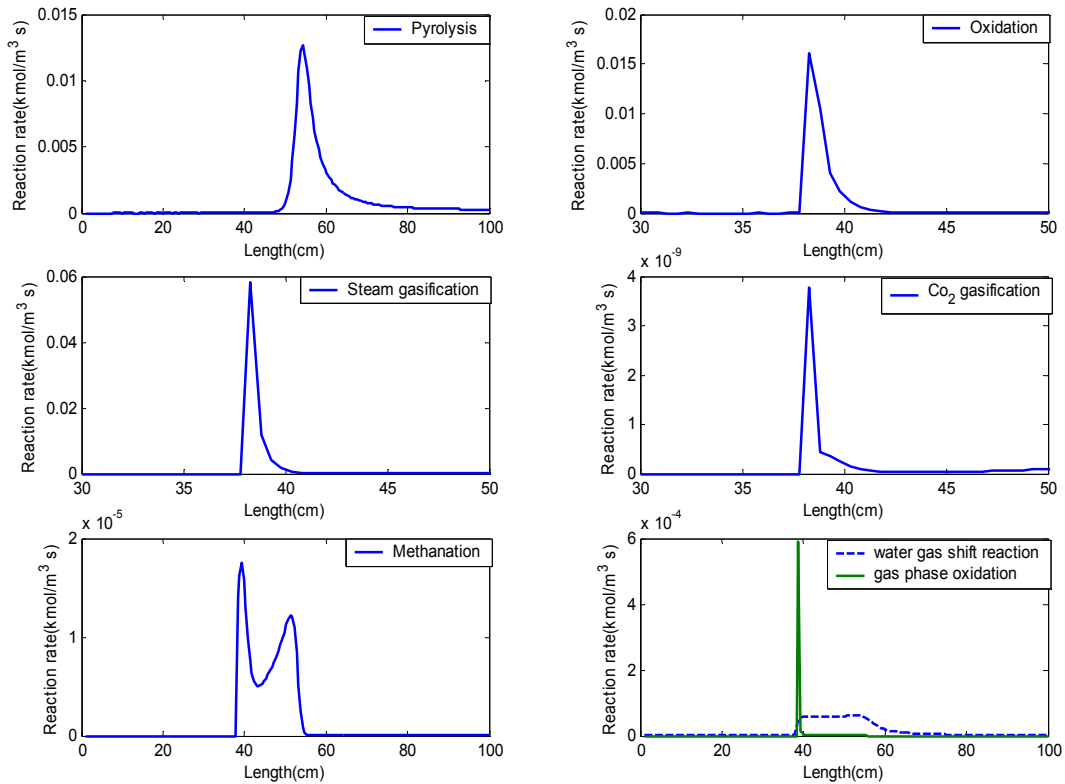 Reaction rate(kmol/m³ s)
0.015
0.01
0.005
0
0 20 40 60 80 100
Length(cm)
Pyrolysis
Reaction rate(kmol/m³ s)
0.02
0.015
0.01
0.005
0
30 35 40 45 50
Length(cm)
Oxidation
Reaction rate(kmol/m³ s)
0.06
0.04
0.02
0
30 35 40 45 50
Length(cm)
Steam gasification
Reaction rate(kmol/m³ s)
x 10⁻⁹
4
3
2
1
0
30 35 40 45 50
Length(cm)
Co₂ gasification
Reaction rate(kmol/m³ s)
x 10⁻⁵
2
1
0
0 20 40 60 80 100
Length(cm)
Methanation
Reaction rate(kmol/m³ s)
x 10⁻⁴
6
4
2
0
0 20 40 60 80 100
Length(cm)
water gas shift reaction
gas phase oxidation